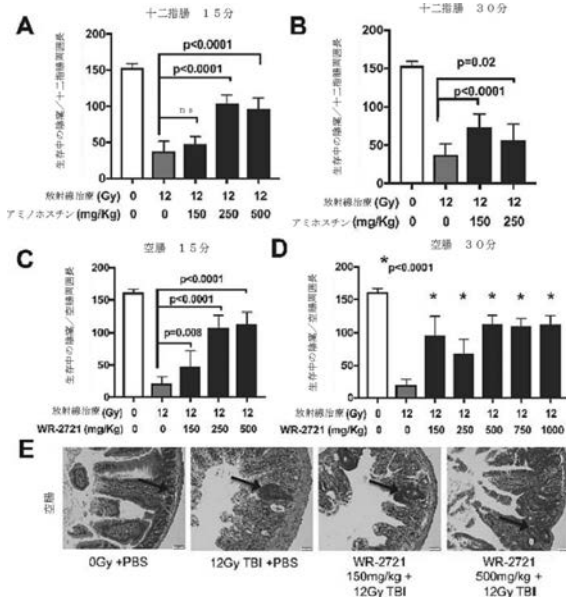 A 十二指腸 15分
生存中の陰窩/十二指腸周囲長
200
150
100
50
0
p<0.0001
p<0.0001
ns
放射線治療(Gy) 0 12 12 12 12
アミノホスチン(mg/Kg) 0 0 150 250 500
B 十二指腸 30分
生存中の陰窩/十二指腸周囲長
200
150
100
50
0
p=0.02
p<0.0001
放射線治療(Gy) 0 12 12 12
アミホスチン(mg/Kg) 0 0 150 250
C 空腸 15分
生存中の陰窩/空腸周囲長
200
150
100
50
0
p<0.0001
p<0.0001
p=0.008
放射線治療(Gy) 0 12 12 12 12
WR-2721(mg/Kg) 0 0 150 250 500
D 空腸 30分
生存中の陰窩/空腸周囲長
200
150
100
50
0
*p<0.0001
* * * * *
放射線治療(Gy) 0 12 12 12 12 12 12
WR-2721(mg/Kg) 0 0 150 250 500 750 1000
E
空腸
0Gy +PBS
12Gy TBI +PBS
WR-2721
150mg/kg +
12Gy TBI
WR-2721
500mg/kg +
12Gy TBI